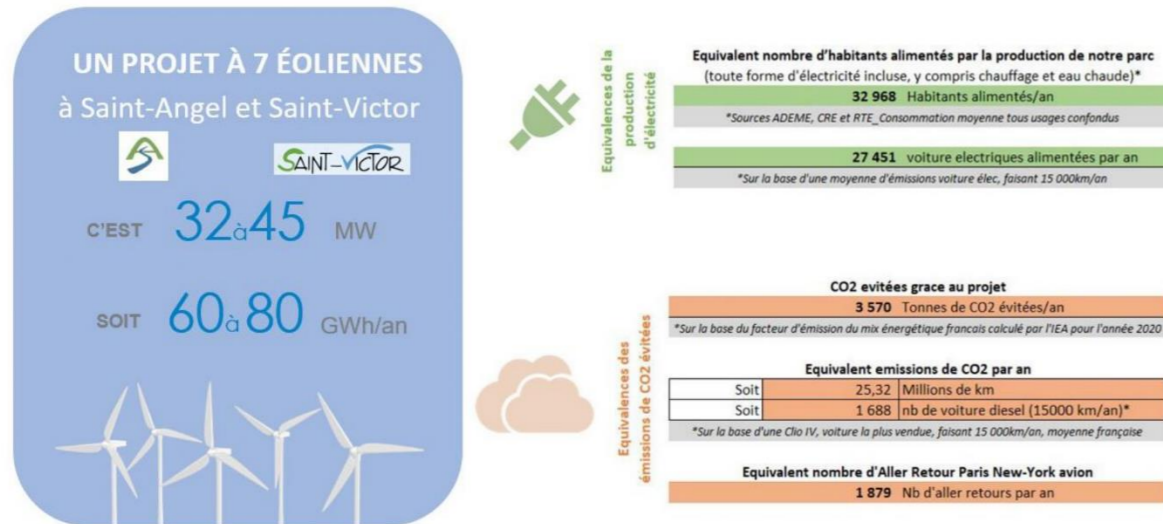 UN PROJET À 7 ÉOLIENNES
à Saint-Angel et Saint-Victor
SAINT-VICTOR
C'EST 32 à 45 MW
SOIT 60 à 80 GWh/an
Equivalences de la
production
d'électricité
Equivalent nombre d'habitants alimentés par la production de notre parc
(toute forme d'électricité incluse, y compris chauffage et eau chaude)*
32 968 Habitants alimentés/an
*Sources ADEME, CRE et RTE_Consommation moyenne tous usages confondus
27 451 voiture electriques alimentées par an
*Sur la base d'une moyenne d'émissions voiture élec, faisant 15 000km/an
Equivalences des
émissions de CO2 évitées
CO2 evitées grace au projet
3 570 Tonnes de CO2 évitées/an
*Sur la base du facteur d'émission du mix énergétique francais calculé par l'IEA pour l'année 2020
Equivalent emissions de CO2 par an
Soit 25,32 Millions de km
Soit 1 688 nb de voiture diesel (15000 km/an)*
*Sur la base d'une Clio IV, voiture la plus vendue, faisant 15 000km/an, moyenne française
Equivalent nombre d'Aller Retour Paris New-York avion
1 879 Nb d'aller retours par an